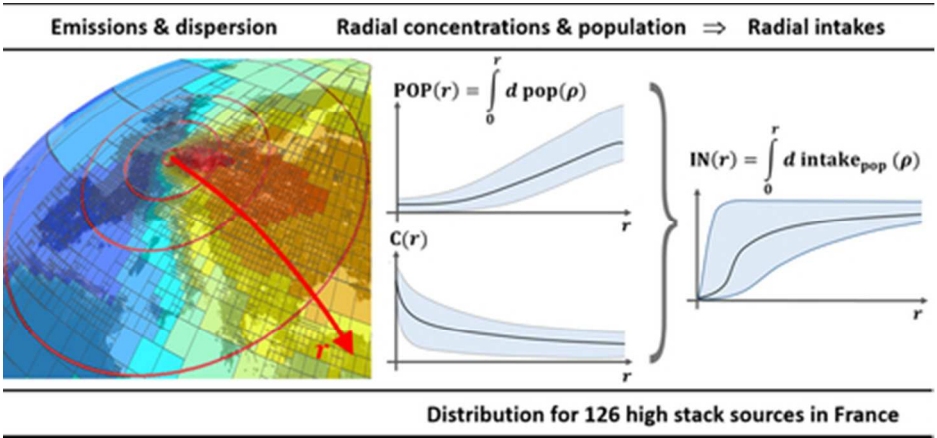 Emissions & dispersion
Radial concentrations & population ⇒ Radial intakes
POP(r) = ∫₀ʳ d pop(ρ)
r
C(r)
r
IN(r) = ∫₀ʳ d intakeₚₒₚ (ρ)
r
r
Distribution for 126 high stack sources in France